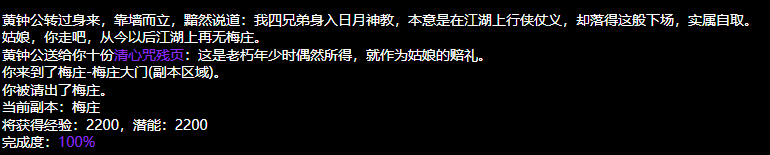 黄钟公转过身来，靠墙而立，黯然说道：我四兄弟身入日月神教，本意是在江湖上行侠仗义，却落得这般下场，实属自取。
姑娘，你走吧，从今以后江湖上再无梅庄。
黄钟公送给你十份清心咒残页：这是老朽年少时偶然所得，就作为姑娘的赔礼。
你来到了梅庄-梅庄大门(副本区域)。
你被请出了梅庄。
当前副本：梅庄
将获得经验：2200，潜能：2200
完成度：100%